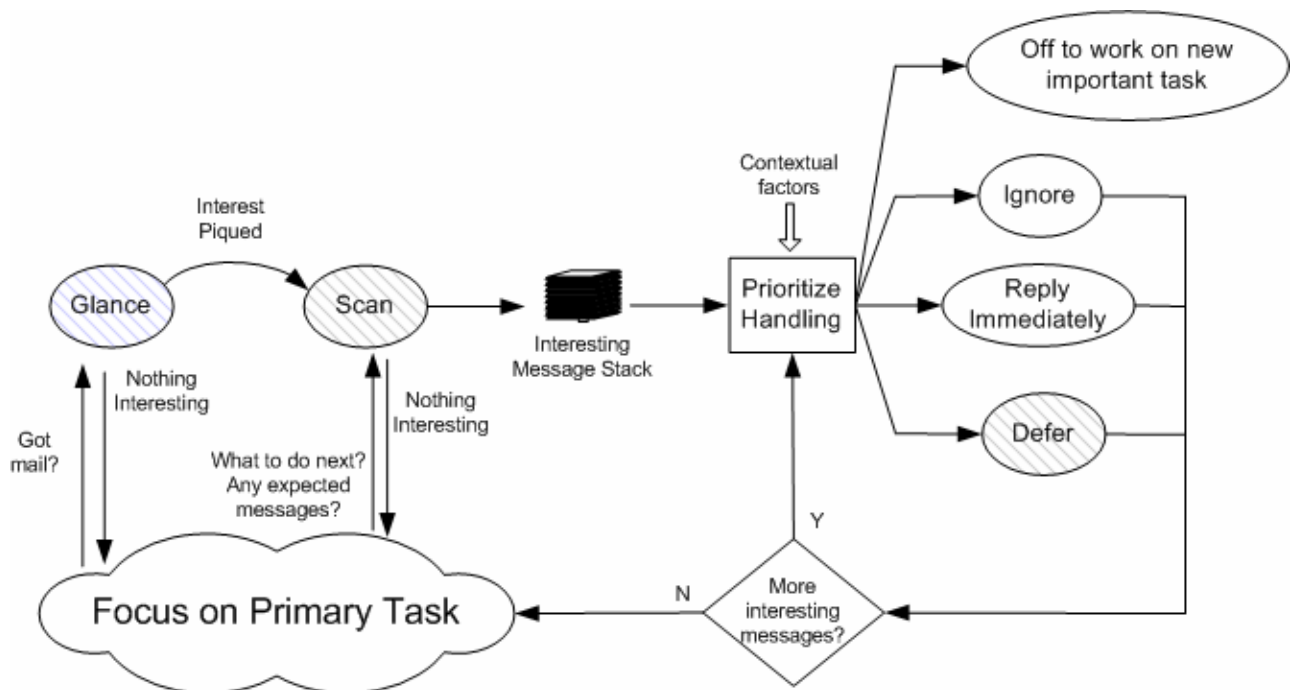 Off to work on new
important task
Contextual
factors
Ignore
Interest
Piqued
Glance
Scan
Prioritize
Handling
Reply
Immediately
Interesting
Message Stack
Nothing
Interesting
Nothing
Interesting
Got
mail?
What to do next?
Any expected
messages?
Defer
Y
N
More
interesting
messages?
Focus on Primary Task